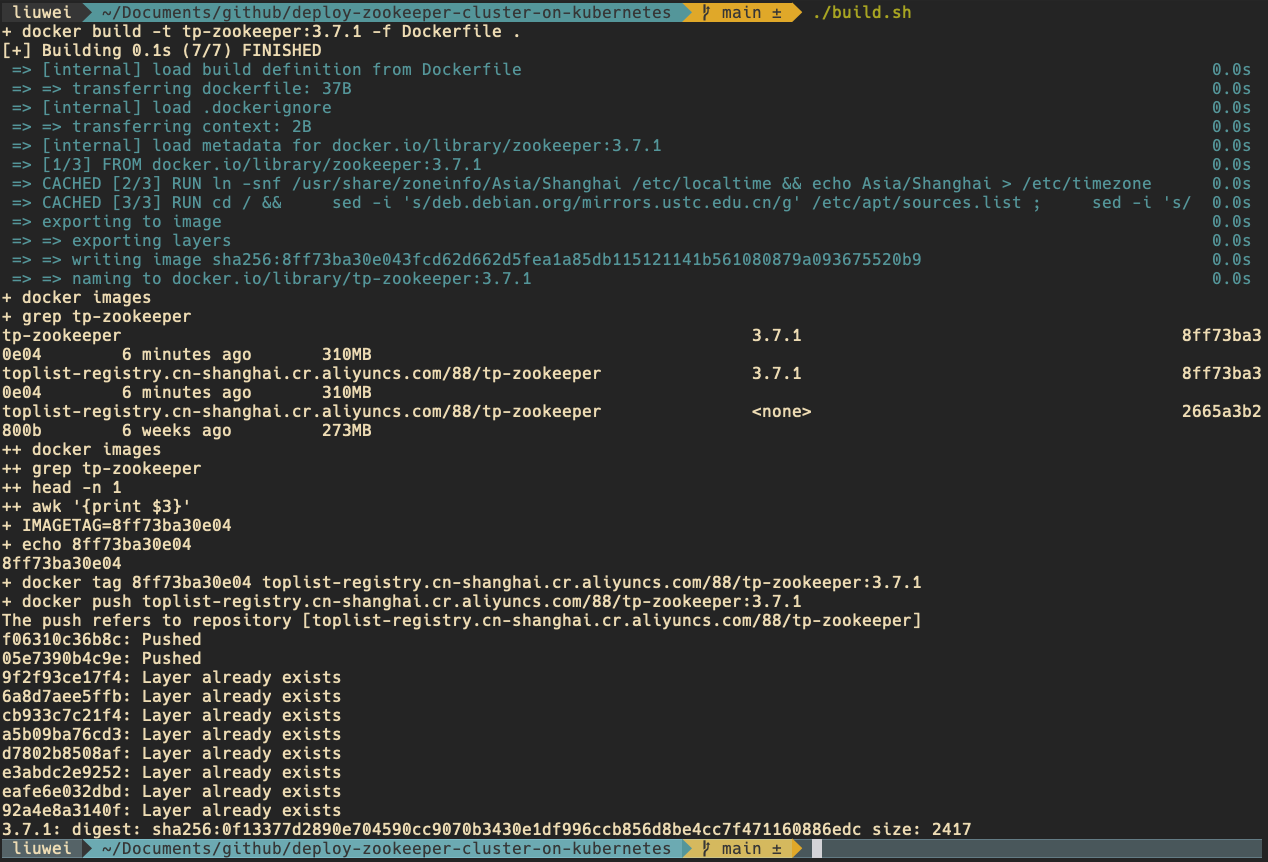 liuwei ~/Documents/github/deploy-zookeeper-cluster-on-kubernetes main ± ./build.sh
+ docker build -t tp-zookeeper:3.7.1 -f Dockerfile .
[+] Building 0.1s (7/7) FINISHED
=> [internal] load build definition from Dockerfile 0.0s
=> => transferring dockerfile: 37B 0.0s
=> [internal] load .dockerignore 0.0s
=> => transferring context: 2B 0.0s
=> [internal] load metadata for docker.io/library/zookeeper:3.7.1 0.0s
=> [1/3] FROM docker.io/library/zookeeper:3.7.1 0.0s
=> CACHED [2/3] RUN ln -snf /usr/share/zoneinfo/Asia/Shanghai /etc/localtime && echo Asia/Shanghai > /etc/timezone 0.0s
=> CACHED [3/3] RUN cd / &&     sed -i 's/deb.debian.org/mirrors.ustc.edu.cn/g' /etc/apt/sources.list ;     sed -i 's/ 0.0s
=> exporting to image 0.0s
=> => exporting layers 0.0s
=> => writing image sha256:8ff73ba30e043fcd62d662d5fea1a85db115121141b561080879a093675520b9 0.0s
=> => naming to docker.io/library/tp-zookeeper:3.7.1 0.0s
+ docker images
+ grep tp-zookeeper
tp-zookeeper 3.7.1 8ff73ba3
0e04 6 minutes ago 310MB
toplist-registry.cn-shanghai.cr.aliyuncs.com/88/tp-zookeeper 3.7.1 8ff73ba3
0e04 6 minutes ago 310MB
toplist-registry.cn-shanghai.cr.aliyuncs.com/88/tp-zookeeper <none> 2665a3b2
800b 6 weeks ago 273MB
++ docker images
++ grep tp-zookeeper
++ head -n 1
++ awk '{print $3}'
+ IMAGETAG=8ff73ba30e04
+ echo 8ff73ba30e04
8ff73ba30e04
+ docker tag 8ff73ba30e04 toplist-registry.cn-shanghai.cr.aliyuncs.com/88/tp-zookeeper:3.7.1
+ docker push toplist-registry.cn-shanghai.cr.aliyuncs.com/88/tp-zookeeper:3.7.1
The push refers to repository [toplist-registry.cn-shanghai.cr.aliyuncs.com/88/tp-zookeeper]
f06310c36b8c: Pushed
05e7390b4c9e: Pushed
9f2f93ce17f4: Layer already exists
6a8d7aee5ffb: Layer already exists
cb933c7c21f4: Layer already exists
a5b09ba76cd3: Layer already exists
d7802b8508af: Layer already exists
e3abdc2e9252: Layer already exists
eafe6e032dbd: Layer already exists
92a4e8a3140f: Layer already exists
3.7.1: digest: sha256:0f13377d2890e704590cc9070b3430e1df996ccb856d8be4cc7f471160886edc size: 2417
liuwei ~/Documents/github/deploy-zookeeper-cluster-on-kubernetes main ±